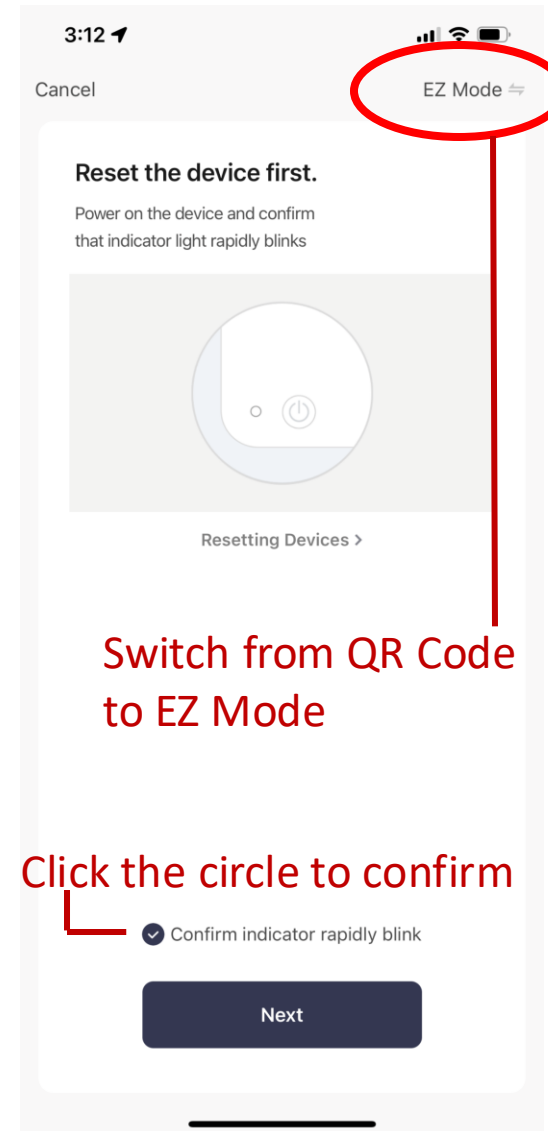 3:12
Cancel
EZ Mode
Reset the device first.
Power on the device and confirm
that indicator light rapidly blinks
Resetting Devices >
Switch from QR Code
to EZ Mode
Click the circle to confirm
Confirm indicator rapidly blink
Next